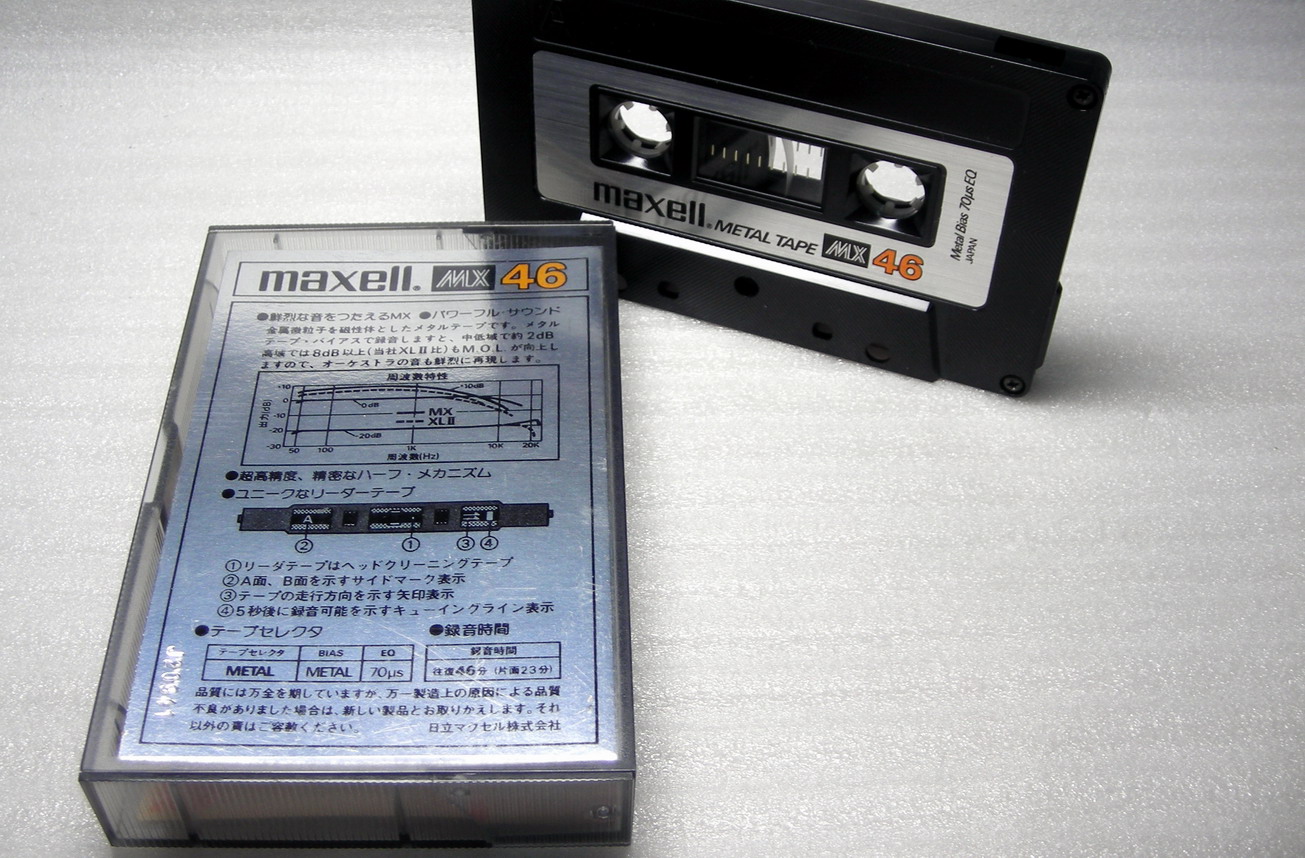 maxell. METAL TAPE MX 46
Metal Bias 70μs EQ
JAPAN
maxell. MX 46
●鮮烈な音をつたえるMX ●パワーフル・サウンド
金属微粒子を磁性体としたメタルテープです。メタル
テープ・バイアスで録音しますと、中低域で約2dB
高域では8dB以上(当社XLⅡ比)もM.O.L.が向上し
ますので、オーケストラの音も鮮烈に再現します。
周波数特性
+10
0
-10
-20
-30
出力(dB)
+10dB
0dB
-20dB
MX
XLⅡ
50 100 1K 10K 20K
周波数(Hz)
●超高精度、精密なハーフ・メカニズム
●ユニークなリーダーテープ
A
② ① ③ ④
①リーダテープはヘッドクリーニングテープ
②A面、B面を示すサイドマーク表示
③テープの走行方向を示す矢印表示
④5秒後に録音可能を示すキューイングライン表示
●テープセレクタ ●録音時間
テープセレクタ BIAS EQ 録音時間
METAL METAL 70μs 往復46分 (片面23分)
品質には万全を期していますが、万一製造上の原因による品質
不良がありました場合は、新しい製品とお取りかえします。それ
以外の責はご容赦ください。 日立マクセル株式会社